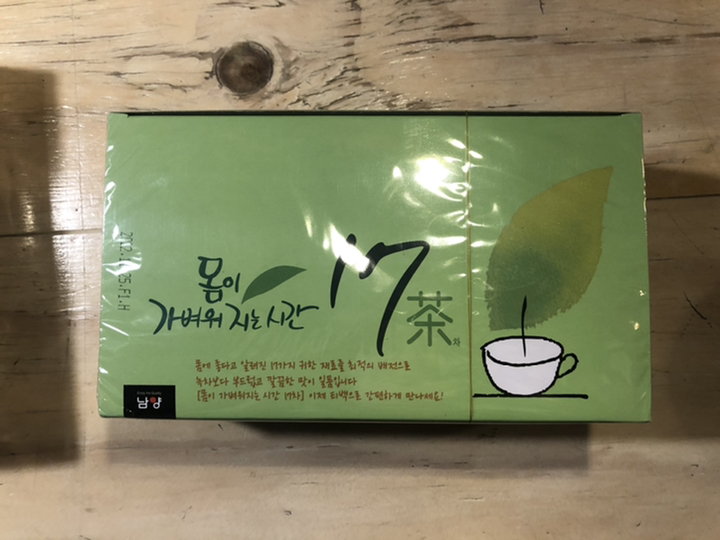 몸이
가벼워지는 시간
17
茶
차
몸에 좋다고 알려진 17가지 귀한 재료를 최적의 배전으로
녹차보다 부드럽고 깔끔한 맛이 일품입니다
[몸이 가벼워지는 시간 17차] 이제 티백으로 간편하게 만나세요!
남양